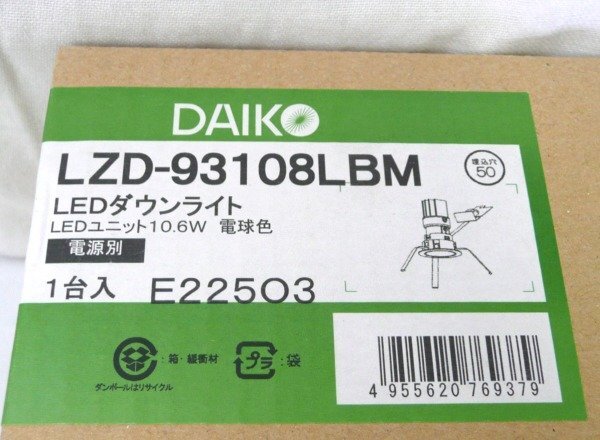 DAIKO
LZD-93108LBM
埋込穴
50
LEDダウンライト
LEDユニット10.6W 電球色
電源別
1台入 E22503
:箱・緩衝材
ダンボールはリサイクル
プラ
:袋
4 955620 769379